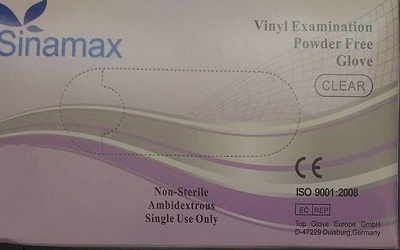 Sinamax
Vinyl Examination
Powder Free
Glove
CLEAR
Non-Sterile
Ambidextrous
Single Use Only
CE
ISO 9001:2008
EC REP
Top Glove Europe GmbH
D-47229 Duisburg Germany